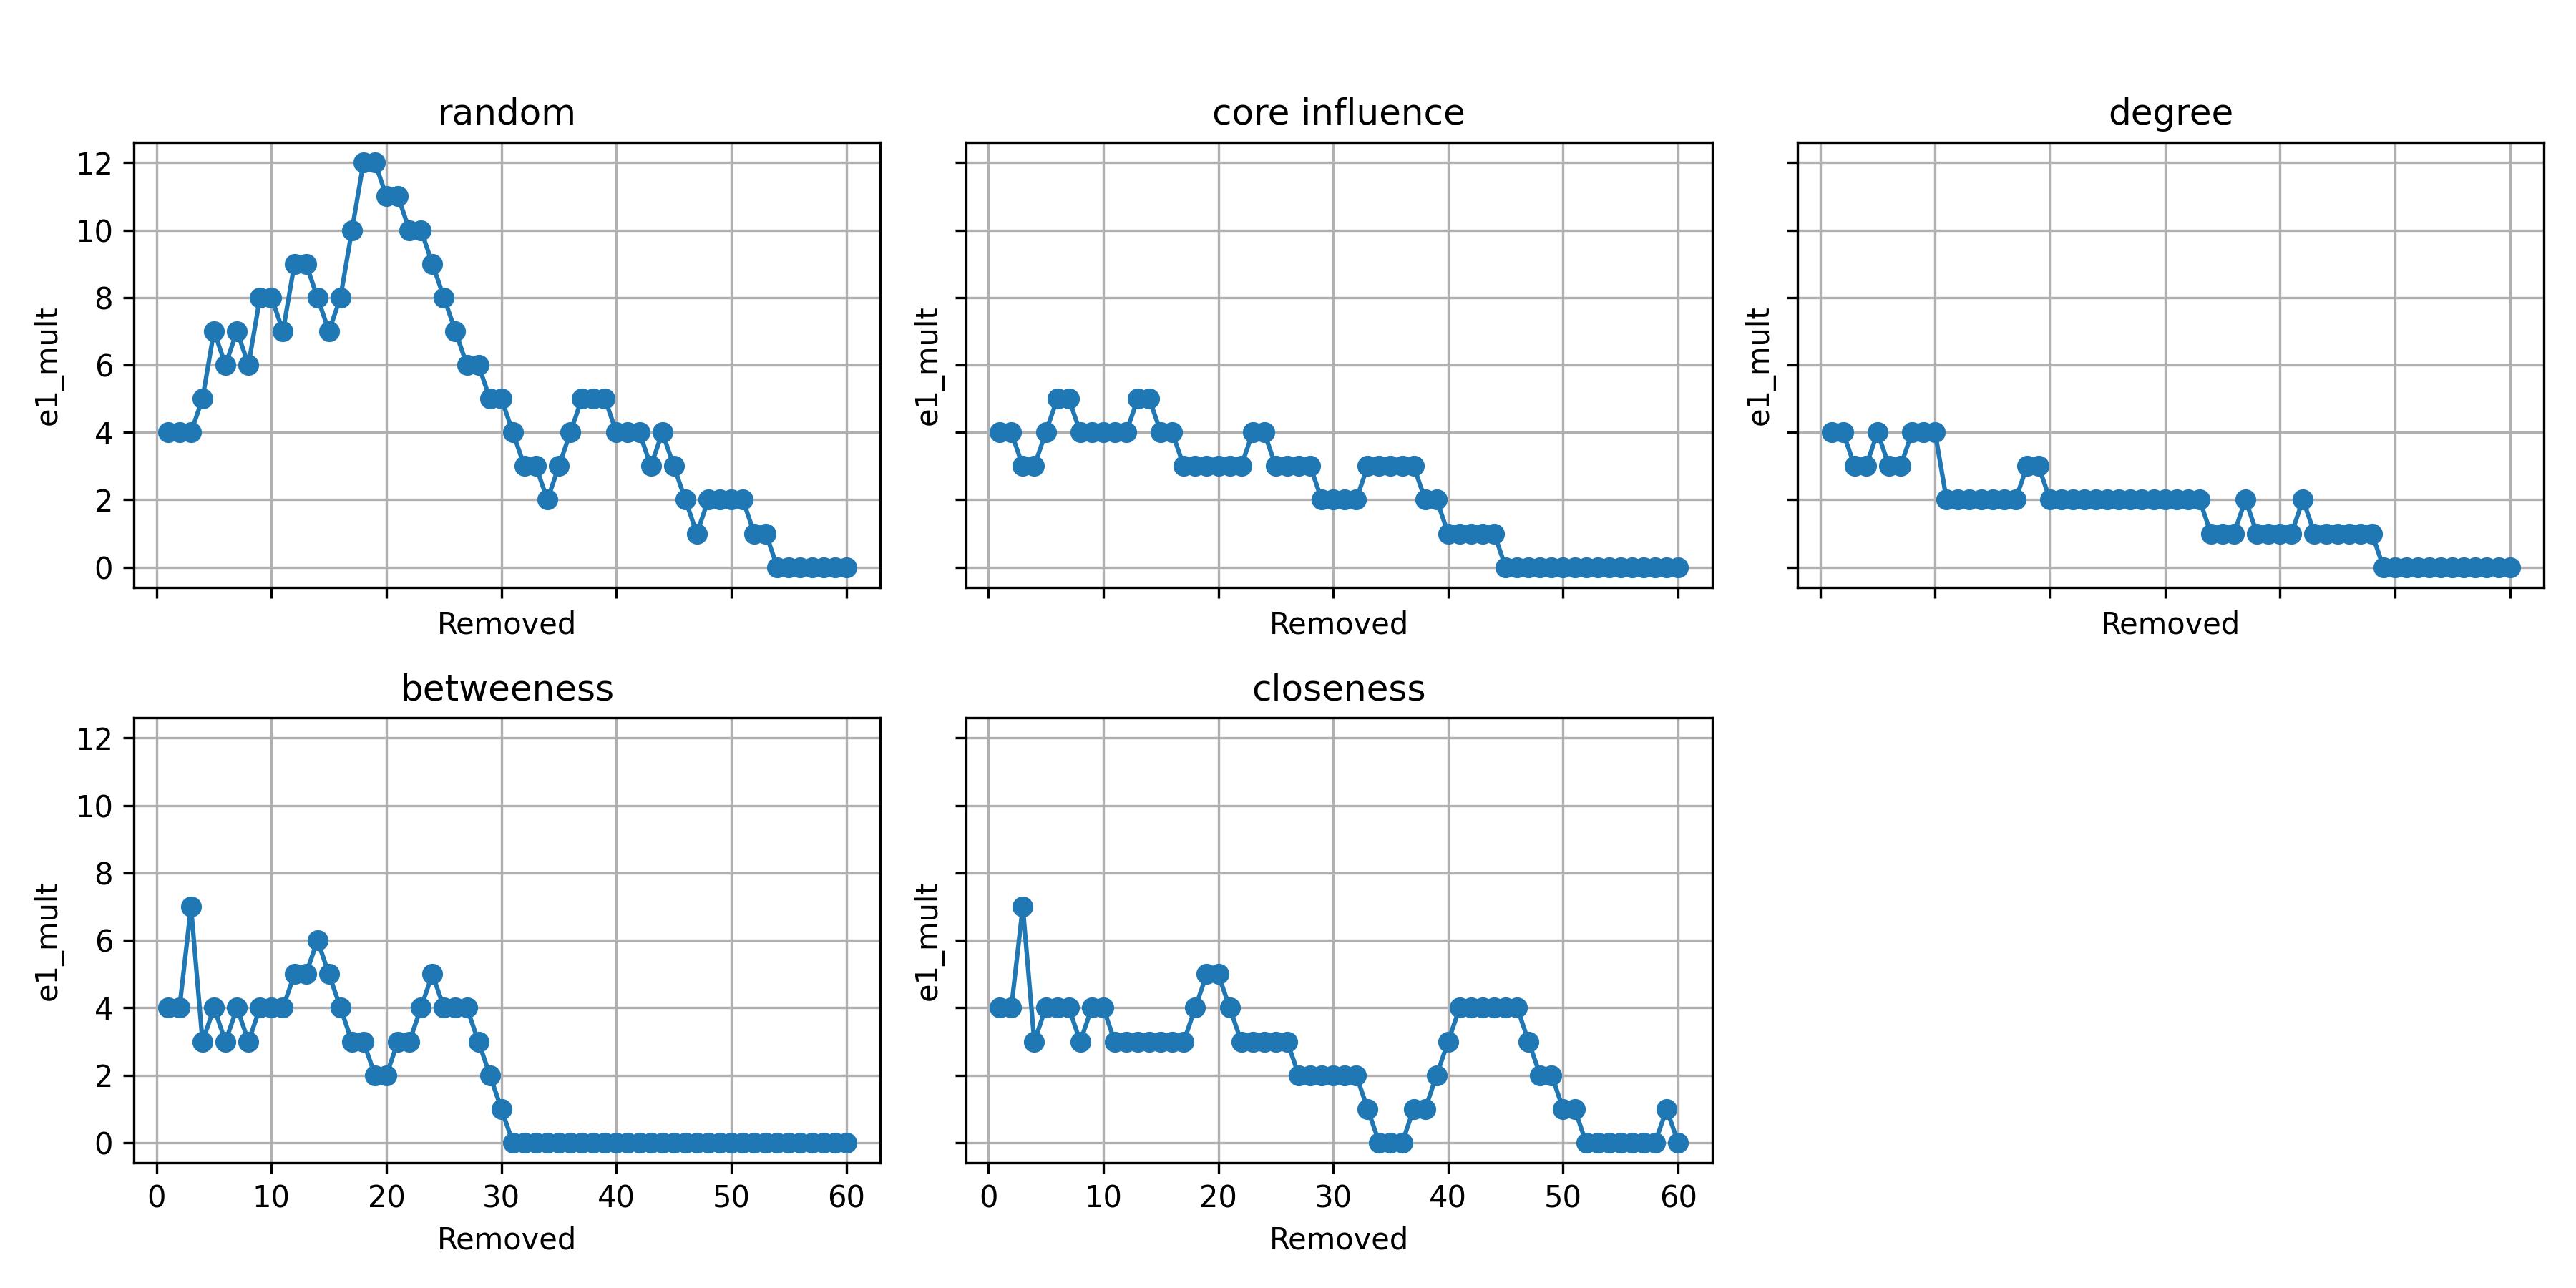 random
12
10
8
6
4
2
0
e1_mult
Removed
core influence
e1_mult
Removed
degree
e1_mult
Removed
betweeness
12
10
8
6
4
2
0
e1_mult
0 10 20 30 40 50 60
Removed
closeness
e1_mult
0 10 20 30 40 50 60
Removed